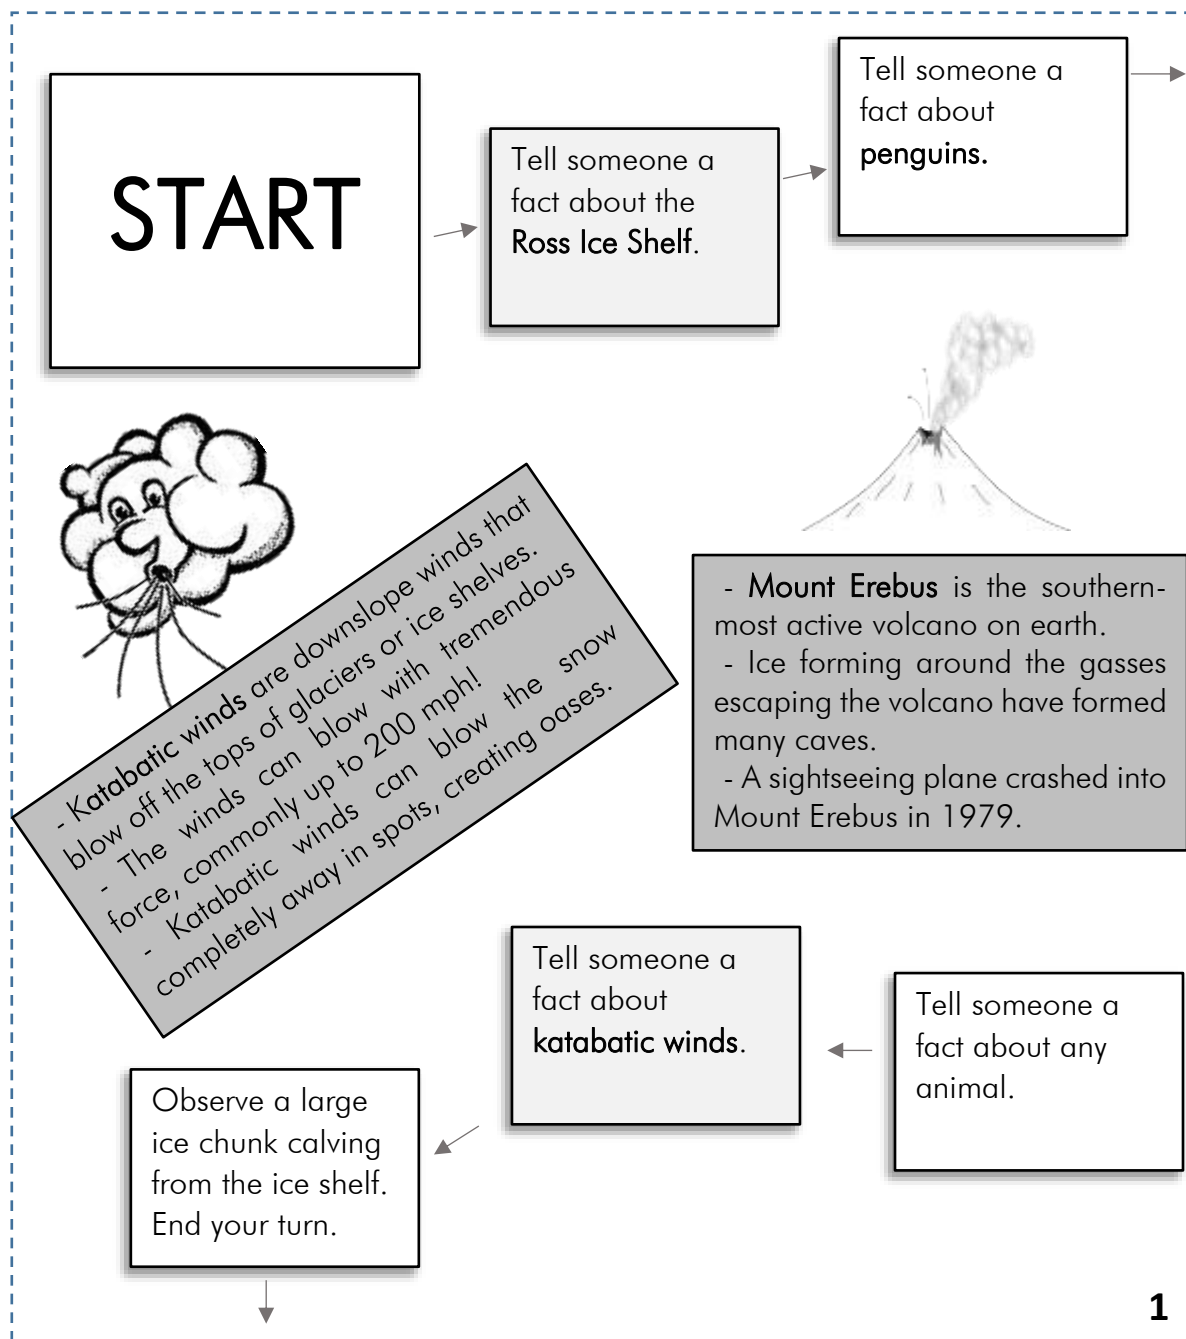 START
Tell someone a
fact about the
Ross Ice Shelf.
Tell someone a
fact about
penguins.
- Katabatic winds are downslope winds that
blow off the tops of glaciers or ice shelves.
- The winds can blow with tremendous
force, commonly up to 200 mph!
- Katabatic winds can blow the snow
completely away in spots, creating oases.
- Mount Erebus is the southern-
most active volcano on earth.
- Ice forming around the gasses
escaping the volcano have formed
many caves.
- A sightseeing plane crashed into
Mount Erebus in 1979.
Tell someone a
fact about any
animal.
Tell someone a
fact about
katabatic winds.
Observe a large
ice chunk calving
from the ice shelf.
End your turn.
1